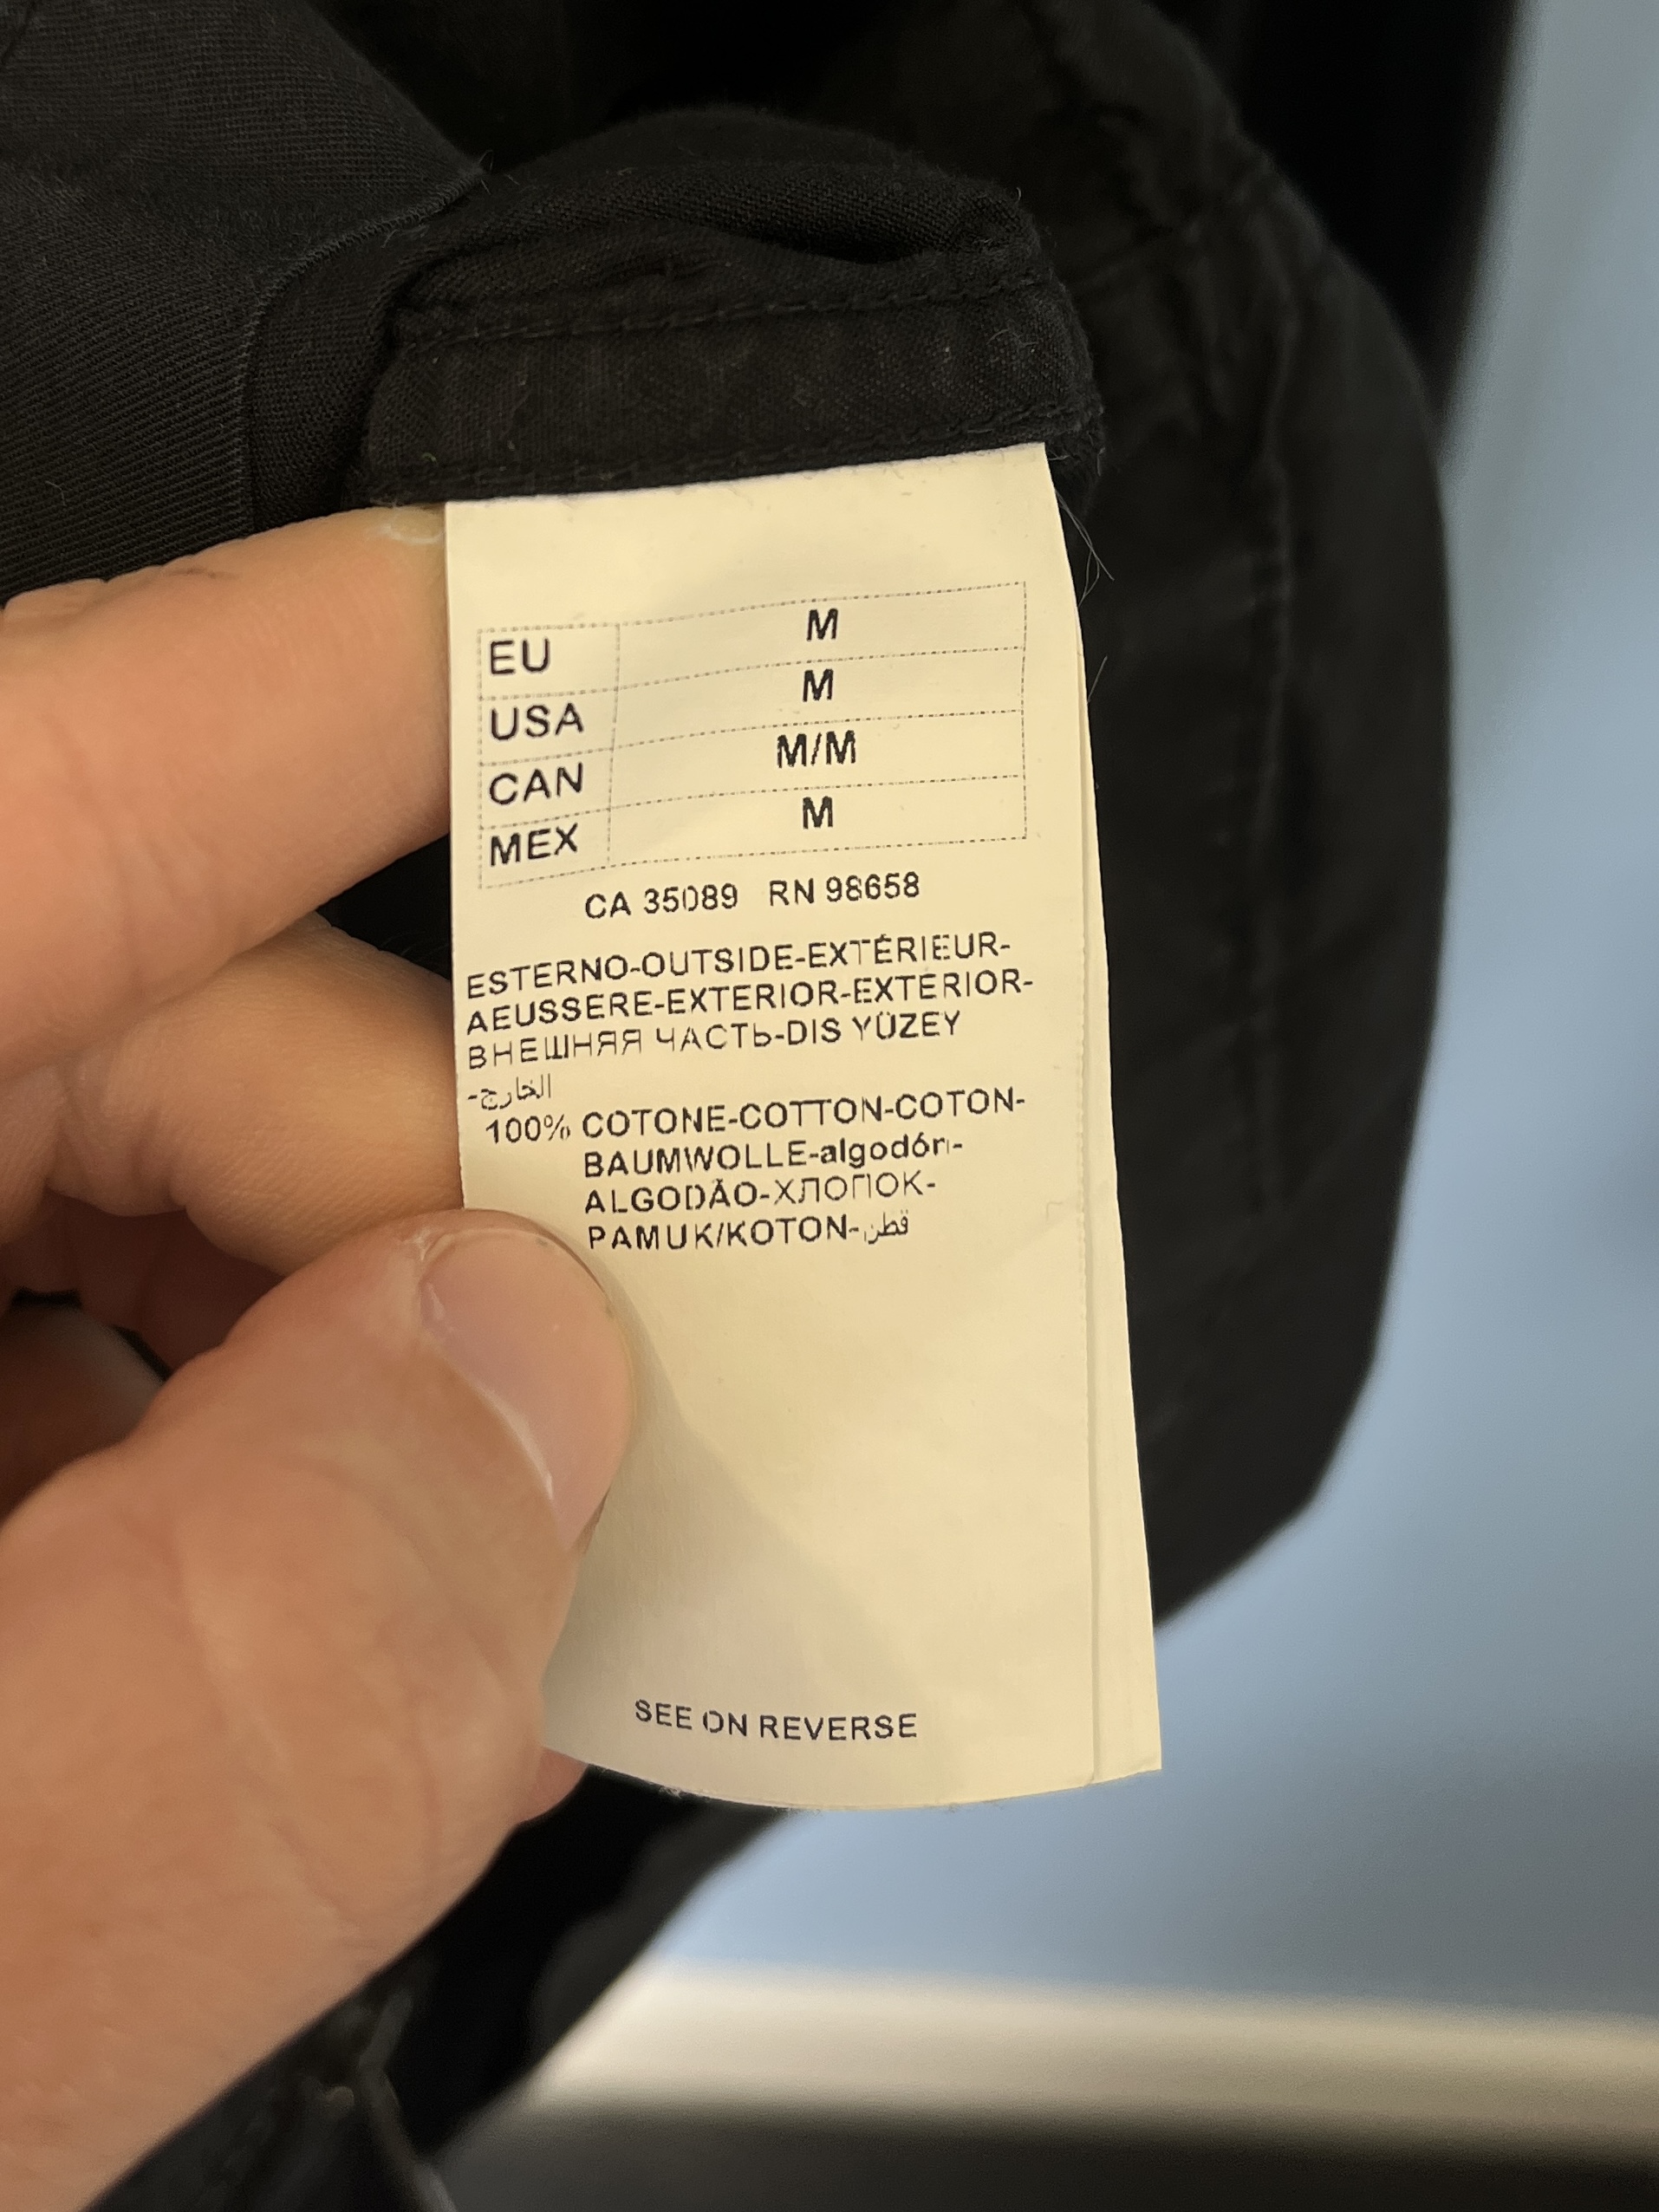 EU M
USA M
CAN M/M
MEX M
CA 35089 RN 98658
ESTERNO-OUTSIDE-EXTÉRIEUR-
AEUSSERE-EXTERIOR-EXTERIOR-
ВНЕШНЯЯ ЧАСТЬ-DIS YÜZEY
-الخارج
100% COTONE-COTTON-COTON-
BAUMWOLLE-algodón-
ALGODÃO-ХЛОПОК-
PAMUK/KOTON-قطن
SEE ON REVERSE